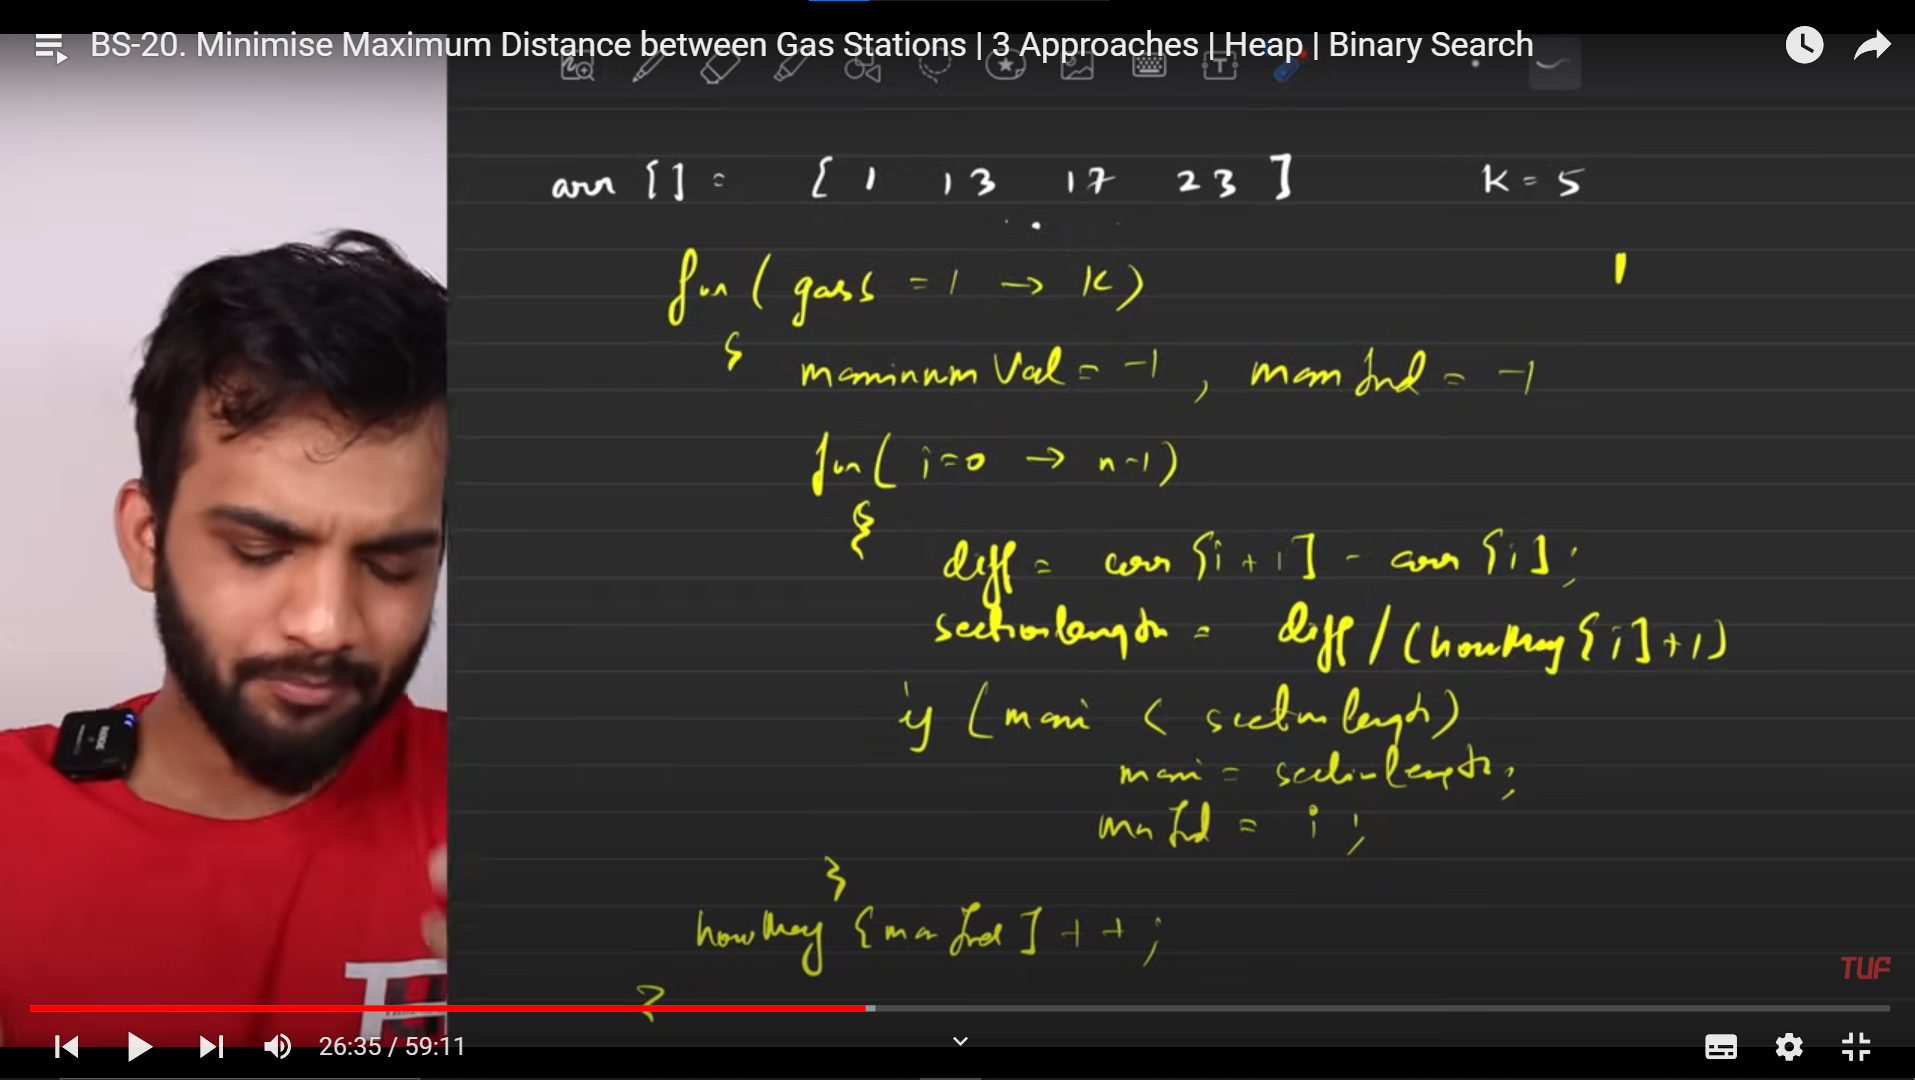 BS-20. Minimise Maximum Distance between Gas Stations | 3 Approaches | Heap | Binary Search
arr [] = [ 1 13 17 23 ] K = 5
for ( gass = 1 → K )
{
maximum Val = -1 , maxInd = -1
for ( i=0 → n-1 )
{
diff = arr [i+1] - arr [i];
sectionlength = diff / (howMany [i] +1)
if (maxi < sectionlength)
maxi = sectionlength;
maxInd = i ;
}
howMany [maxInd] ++ ;
}
TUF
26:35 / 59:11